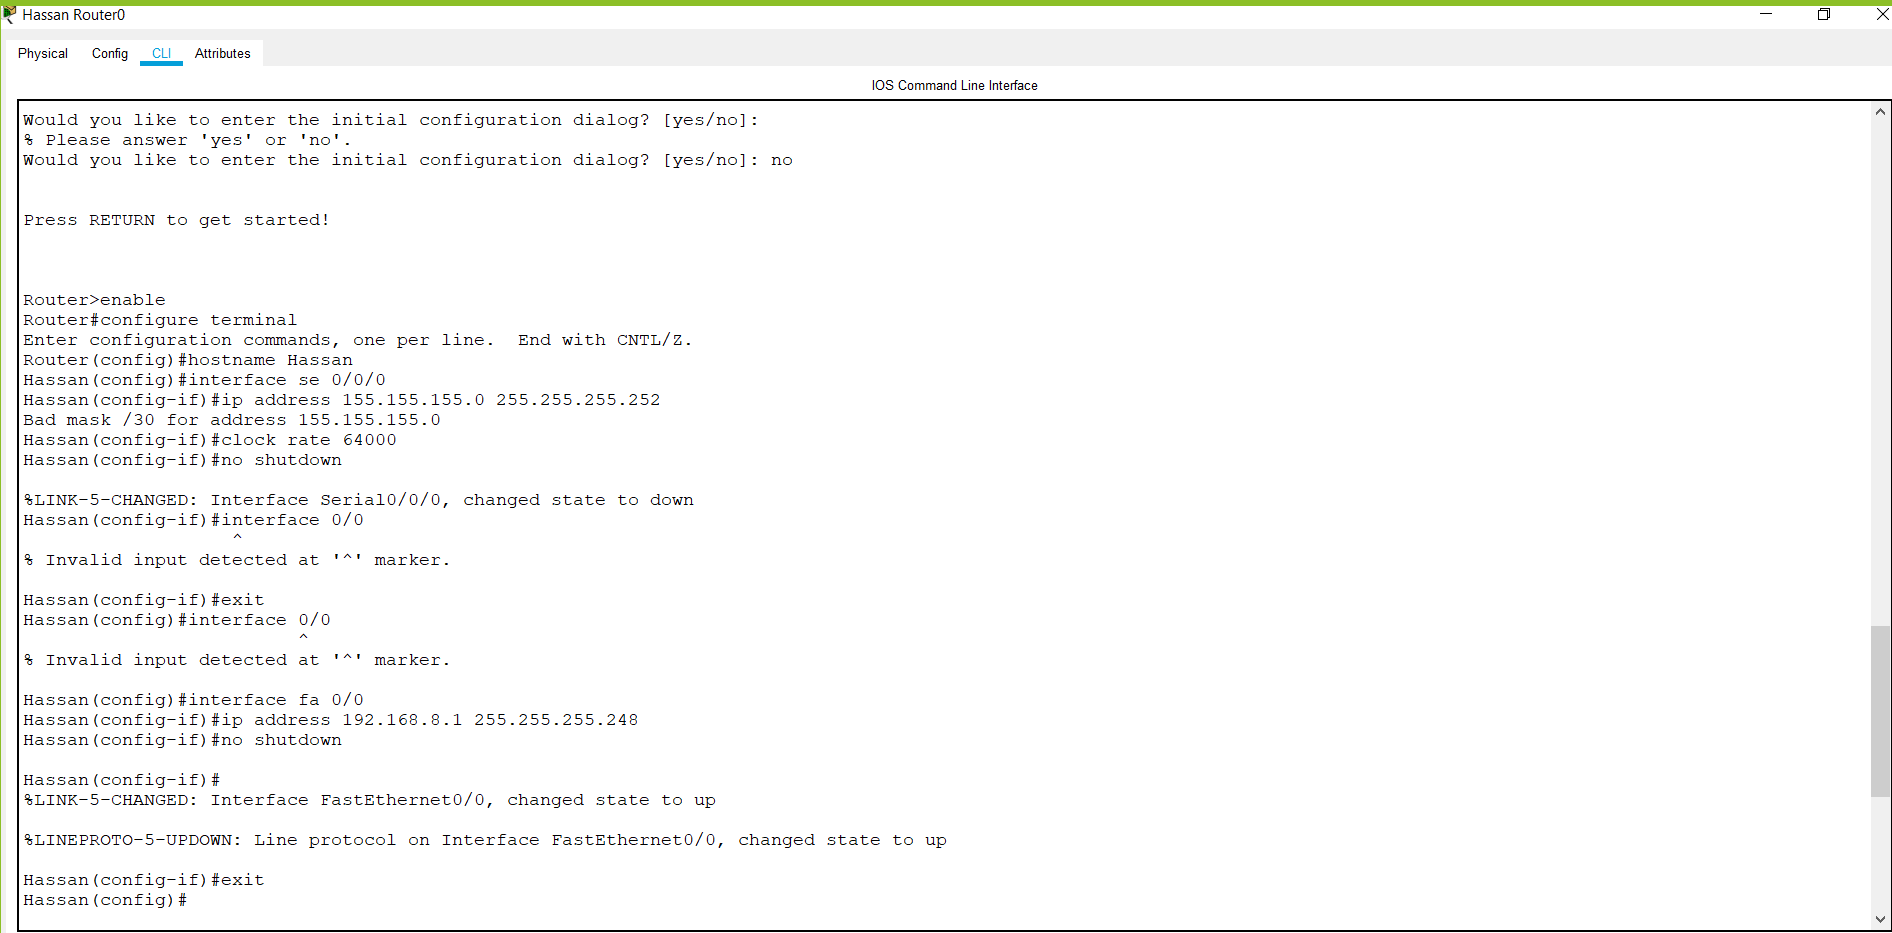 Hassan Router0
Physical Config CLI Attributes
IOS Command Line Interface
Would you like to enter the initial configuration dialog? [yes/no]:
% Please answer 'yes' or 'no'.
Would you like to enter the initial configuration dialog? [yes/no]: no
Press RETURN to get started!
Router>enable
Router#configure terminal
Enter configuration commands, one per line.  End with CNTL/Z.
Router(config)#hostname Hassan
Hassan(config)#interface se 0/0/0
Hassan(config-if)#ip address 155.155.155.0 255.255.255.252
Bad mask /30 for address 155.155.155.0
Hassan(config-if)#clock rate 64000
Hassan(config-if)#no shutdown
%LINK-5-CHANGED: Interface Serial0/0/0, changed state to down
Hassan(config-if)#interface 0/0
^
% Invalid input detected at '^' marker.
Hassan(config-if)#exit
Hassan(config)#interface 0/0
^
% Invalid input detected at '^' marker.
Hassan(config)#interface fa 0/0
Hassan(config-if)#ip address 192.168.8.1 255.255.255.248
Hassan(config-if)#no shutdown
Hassan(config-if)#
%LINK-5-CHANGED: Interface FastEthernet0/0, changed state to up
%LINEPROTO-5-UPDOWN: Line protocol on Interface FastEthernet0/0, changed state to up
Hassan(config-if)#exit
Hassan(config)#